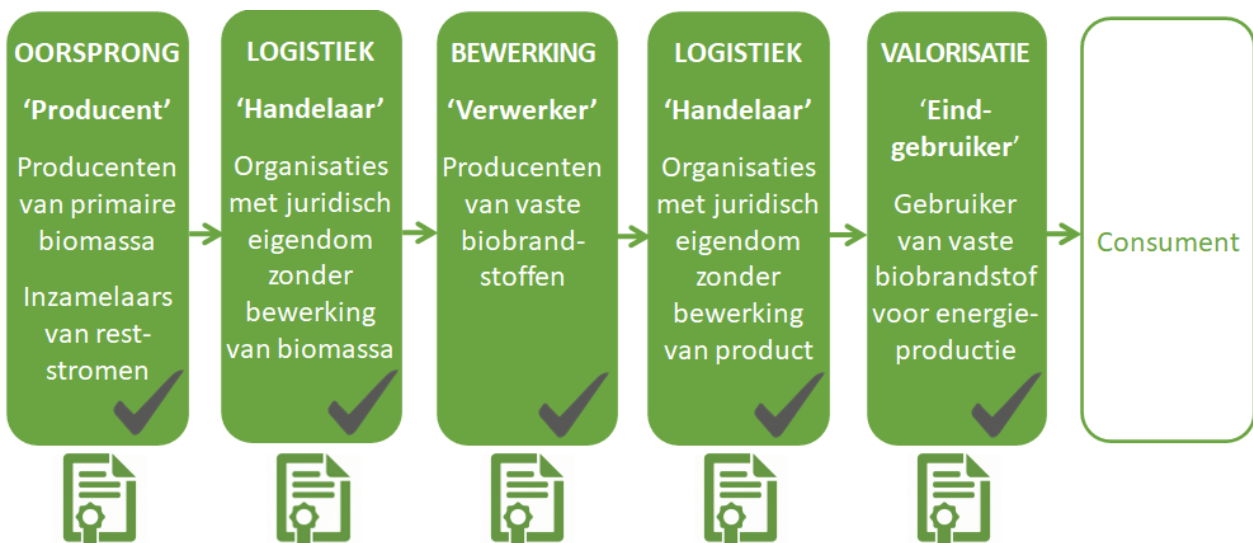 OORSPRONG
‘Producent’
Producenten
van primaire
biomassa
Inzamelaars
van rest-
stromen
LOGISTIEK
‘Handelaar’
Organisaties
met juridisch
eigendom
zonder
bewerking
van biomassa
BEWERKING
‘Verwerker’
Producenten
van vaste
biobrand-
stoffen
LOGISTIEK
‘Handelaar’
Organisaties
met juridisch
eigendom
zonder
bewerking
van product
VALORISATIE
‘Eind-
gebruiker’
Gebruiker
van vaste
biobrandstof
voor energie-
productie
Consument